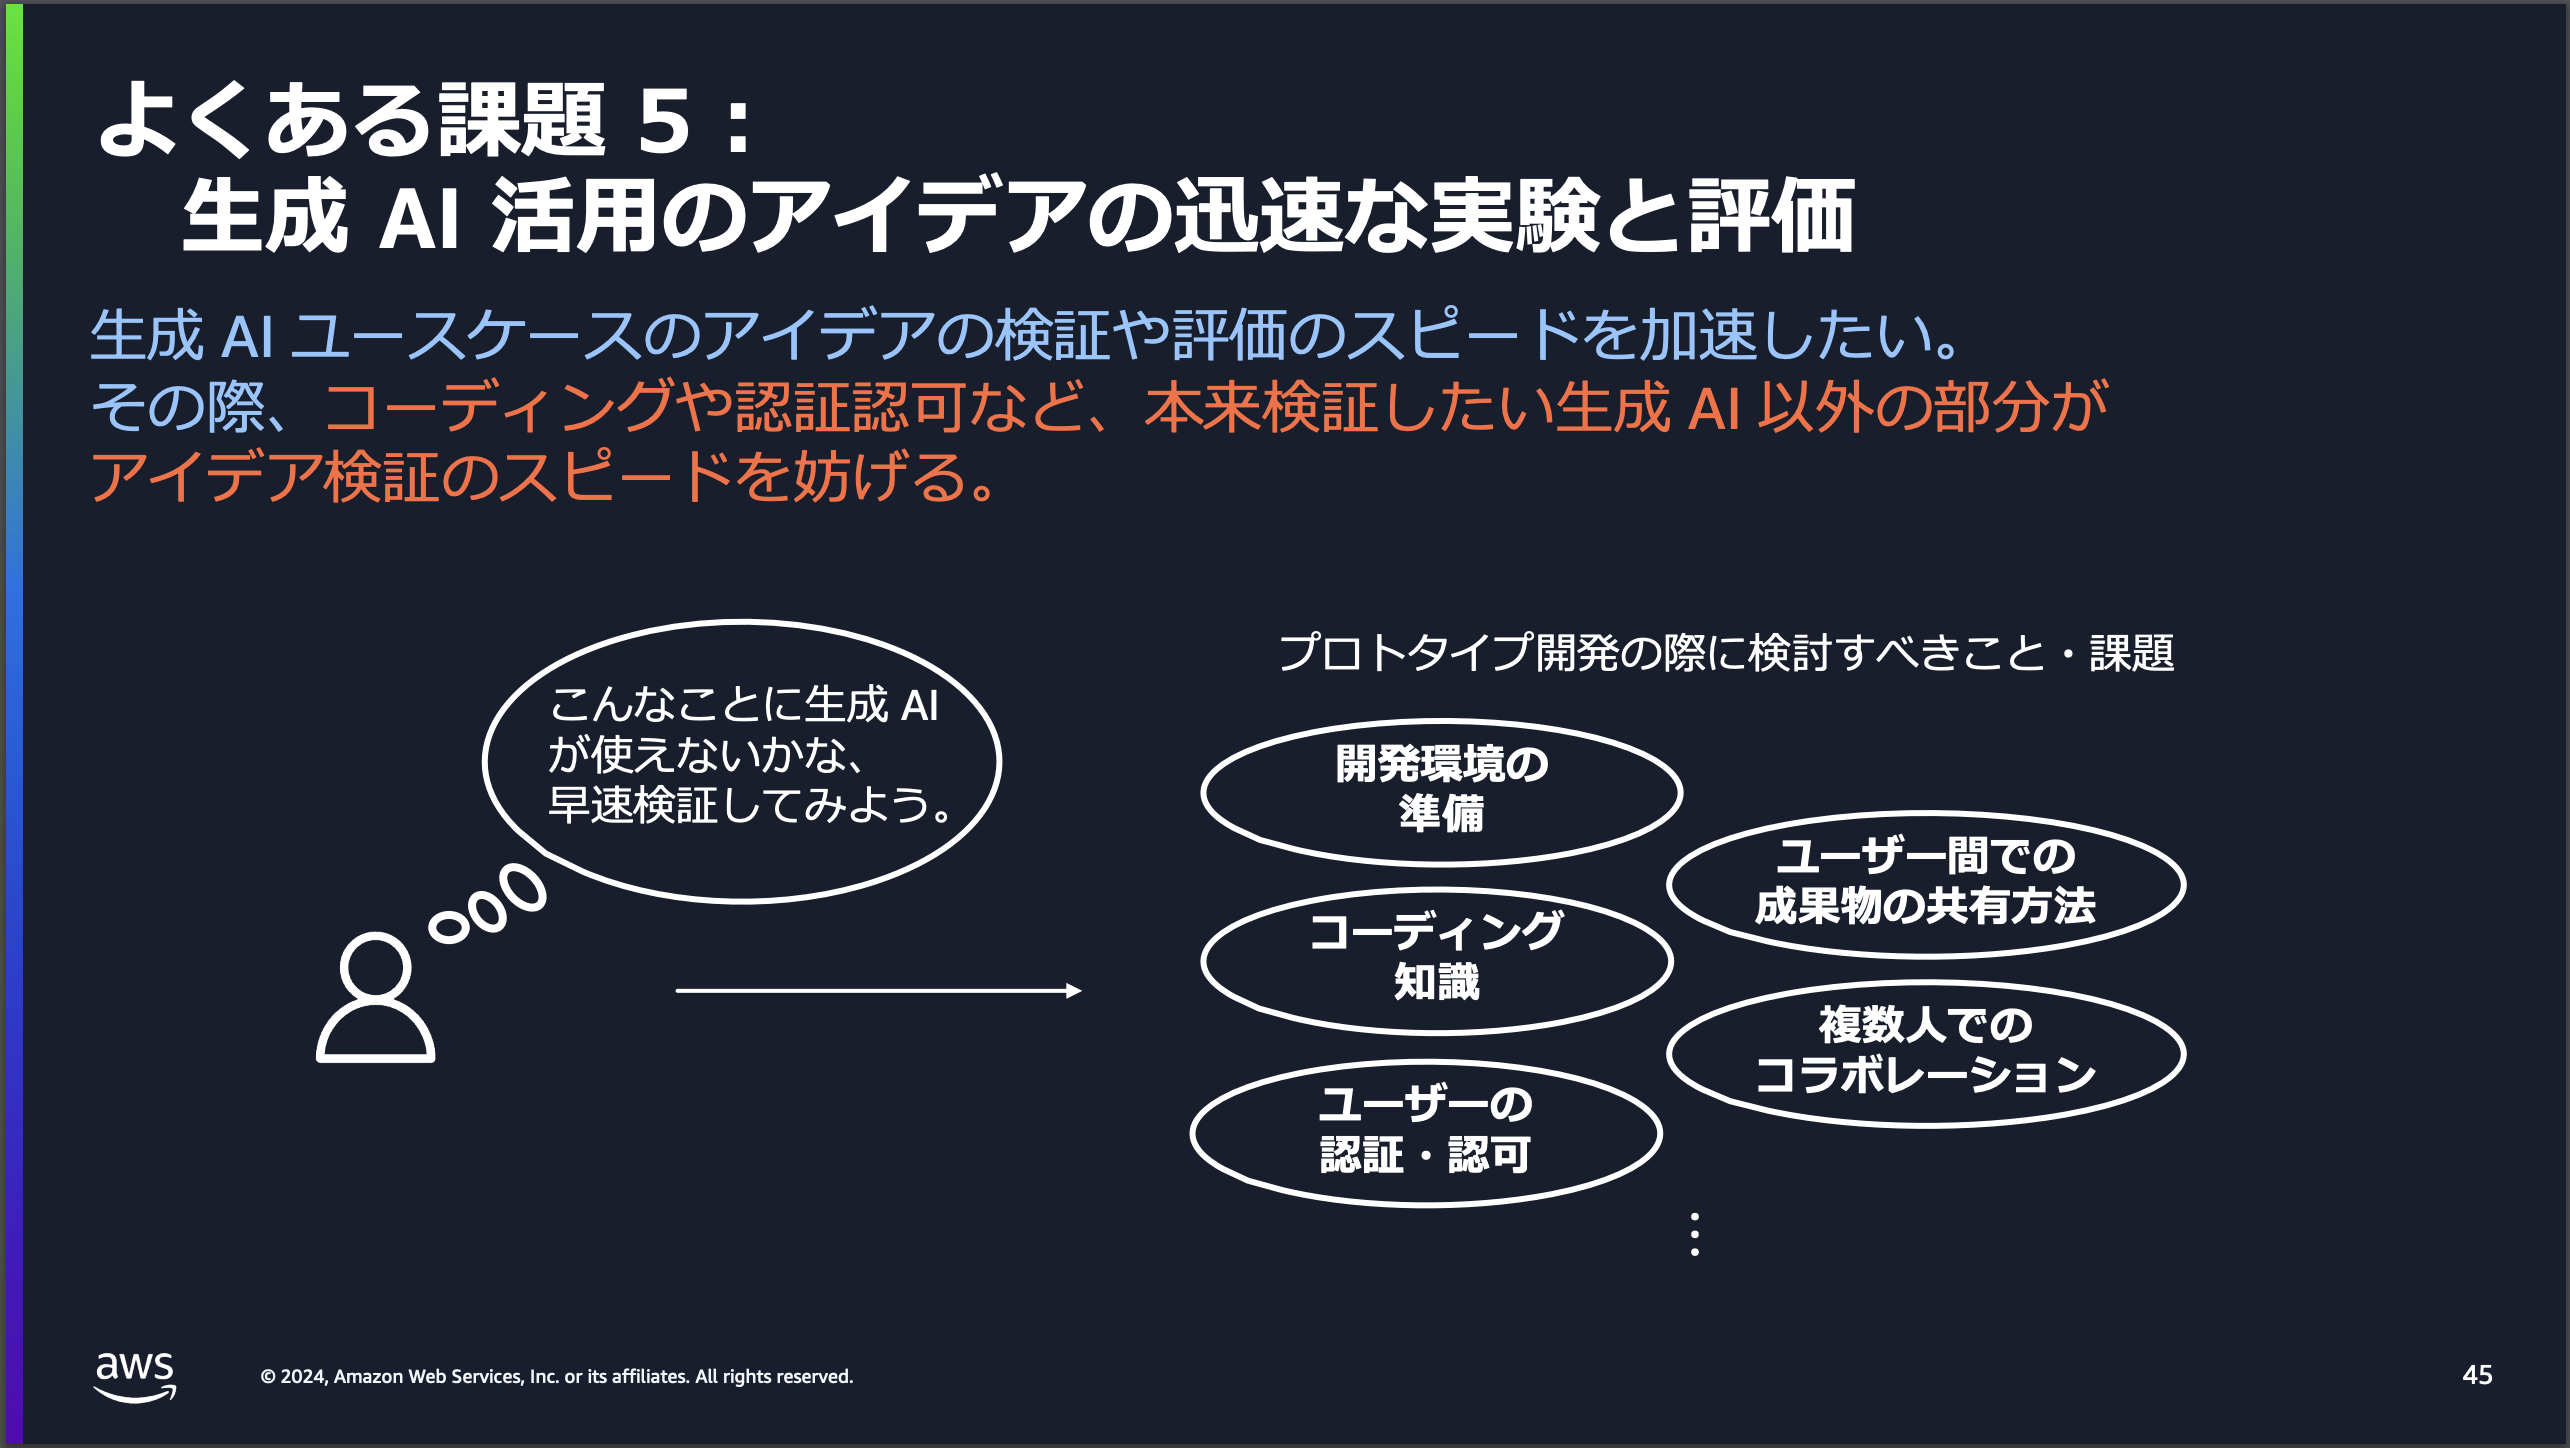 よくある課題 5：
生成 AI 活用のアイデアの迅速な実験と評価
生成 AI ユースケースのアイデアの検証や評価のスピードを加速したい。
その際、コーディングや認証認可など、本来検証したい生成 AI 以外の部分が
アイデア検証のスピードを妨げる。
こんなことに生成 AI
が使えないかな、
早速検証してみよう。
プロトタイプ開発の際に検討すべきこと・課題
開発環境の
準備
ユーザー間での
成果物の共有方法
コーディング
知識
複数人での
コラボレーション
ユーザーの
認証・認可
⋮
aws
© 2024, Amazon Web Services, Inc. or its affiliates. All rights reserved.
45